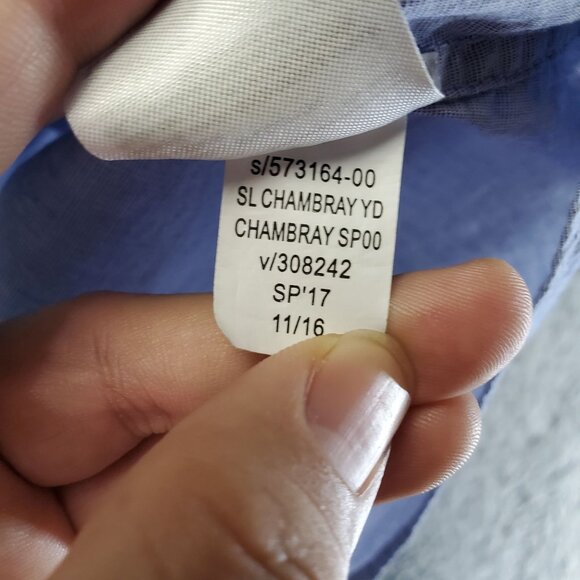 s/573164-00
SL CHAMBRAY YD
CHAMBRAY SP00
v/308242
SP'17
11/16